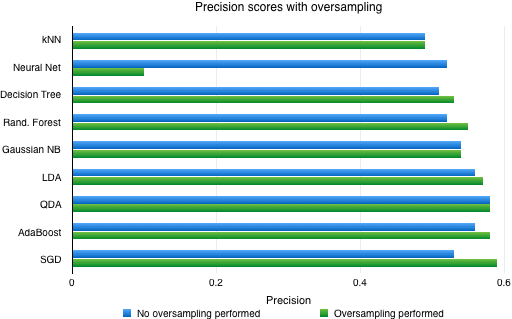 Precision scores with oversampling
kNN
Neural Net
Decision Tree
Rand. Forest
Gaussian NB
LDA
QDA
AdaBoost
SGD
0 0.2 0.4 0.6
Precision
No oversampling performed Oversampling performed